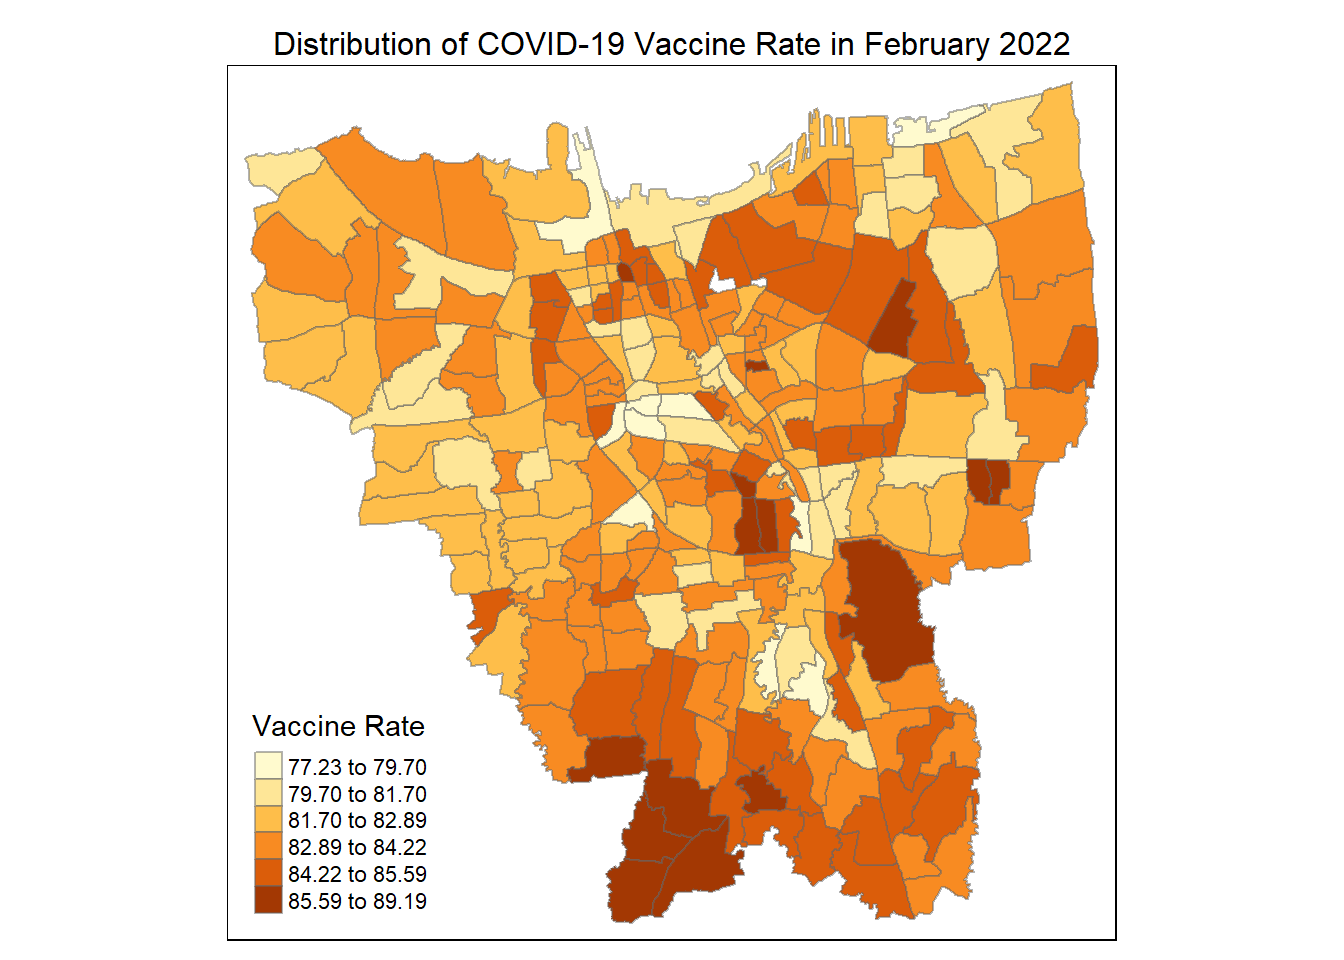 Distribution of COVID-19 Vaccine Rate in February 2022
Vaccine Rate
77.23 to 79.70
79.70 to 81.70
81.70 to 82.89
82.89 to 84.22
84.22 to 85.59
85.59 to 89.19